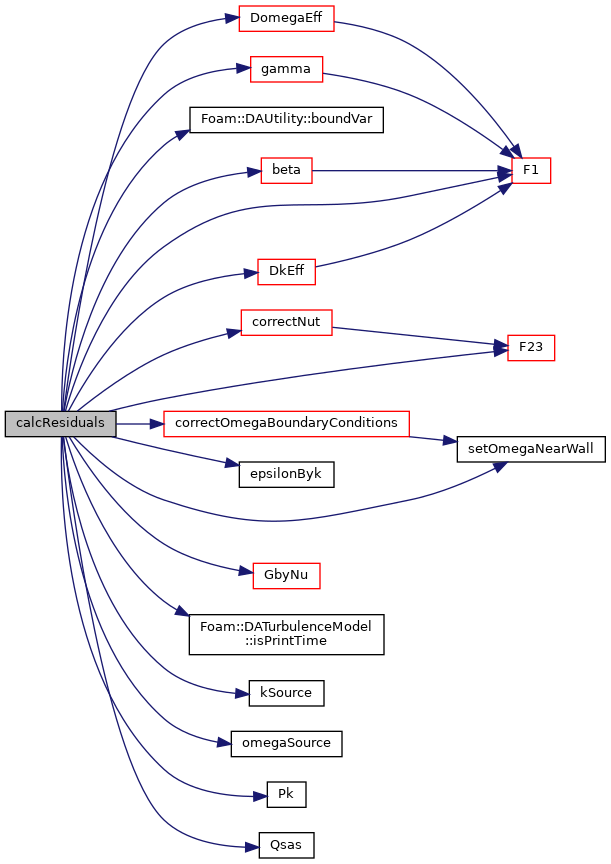 DomegaEff
gamma
Foam::DAUtility::boundVar
beta
F1
DkEff
correctNut
F23
calcResiduals
correctOmegaBoundaryConditions
setOmegaNearWall
epsilonByk
GbyNu
Foam::DATurbulenceModel
::isPrintTime
kSource
omegaSource
Pk
Qsas